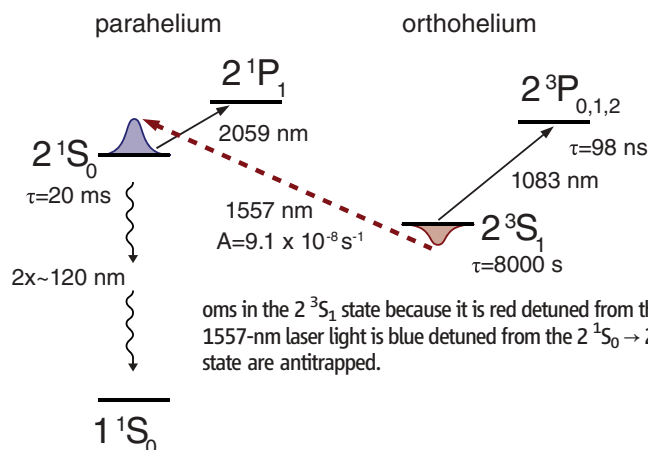 parahelium
orthohelium
2 ¹P₁
2 ³P₀,₁,₂
2059 nm
τ=98 ns
2 ¹S₀
1083 nm
τ=20 ms
1557 nm
2 ³S₁
A=9.1 x 10⁻⁸ s⁻¹
τ=8000 s
2x~120 nm
oms in the 2 ³S₁ state because it is red detuned from th
1557-nm laser light is blue detuned from the 2 ¹S₀ → 2
state are antitrapped.
1 ¹S₀